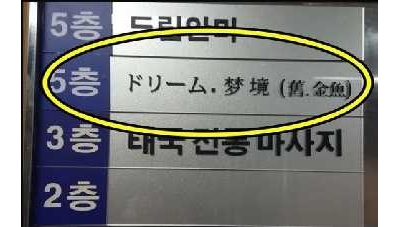 5층 드림안마
5층 ドリーム.梦境(舊.金魚)
3층 태국전통마사지
2층